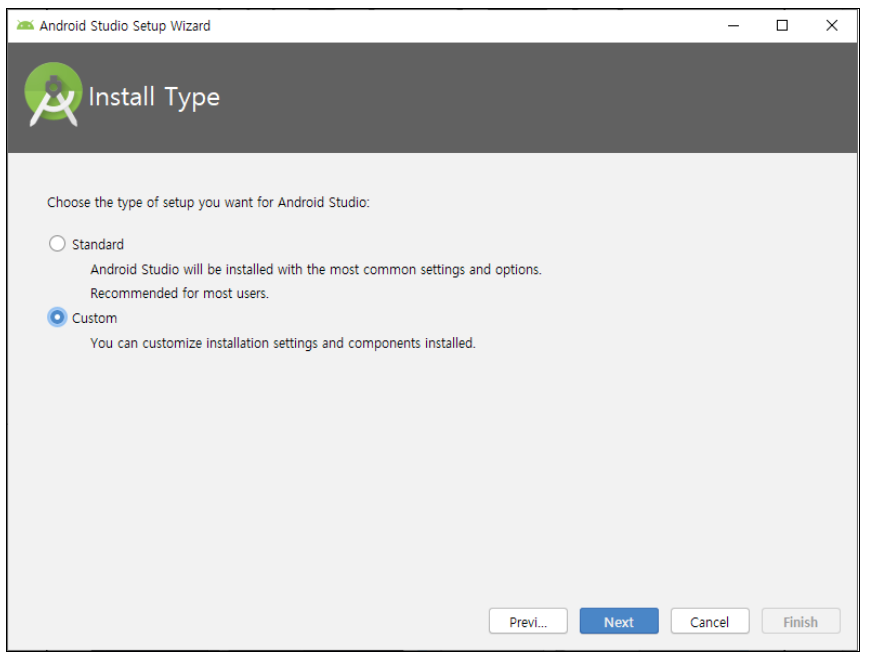 Android Studio Setup Wizard
Install Type
Choose the type of setup you want for Android Studio:
Standard
Android Studio will be installed with the most common settings and options.
Recommended for most users.
Custom
You can customize installation settings and components installed.
Previ...
Next
Cancel
Finish